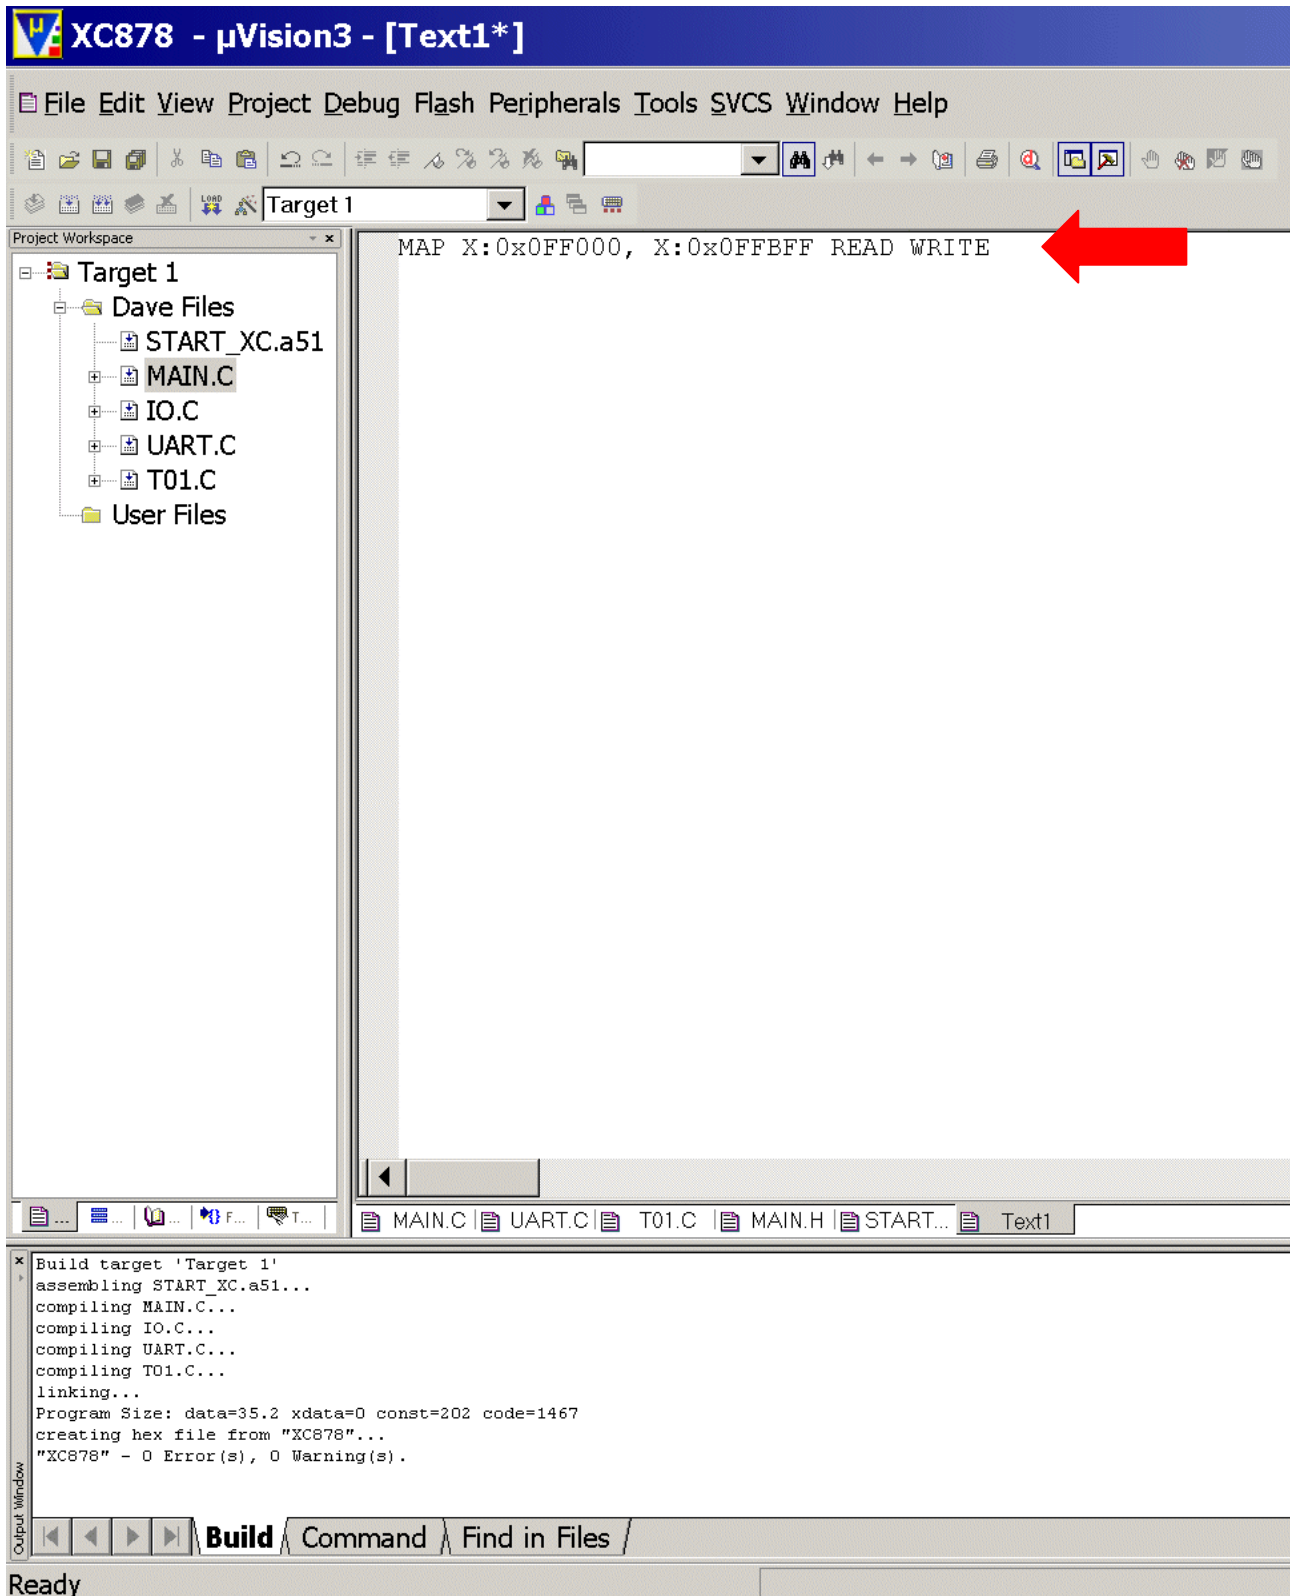 XC878 - µVision3 - [Text1*]
File Edit View Project Debug Flash Peripherals Tools SVCS Window Help
LOAD Target 1
Project Workspace
Target 1
Dave Files
START_XC.a51
MAIN.C
IO.C
UART.C
T01.C
User Files
MAP X:0x0FF000, X:0x0FFBFF READ WRITE
... ... ... F... T...
MAIN.C UART.C T01.C MAIN.H START... Text1
Build target 'Target 1'
assembling START_XC.a51...
compiling MAIN.C...
compiling IO.C...
compiling UART.C...
compiling T01.C...
linking...
Program Size: data=35.2 xdata=0 const=202 code=1467
creating hex file from "XC878"...
"XC878" - 0 Error(s), 0 Warning(s).
Output Window
Build Command Find in Files
Ready